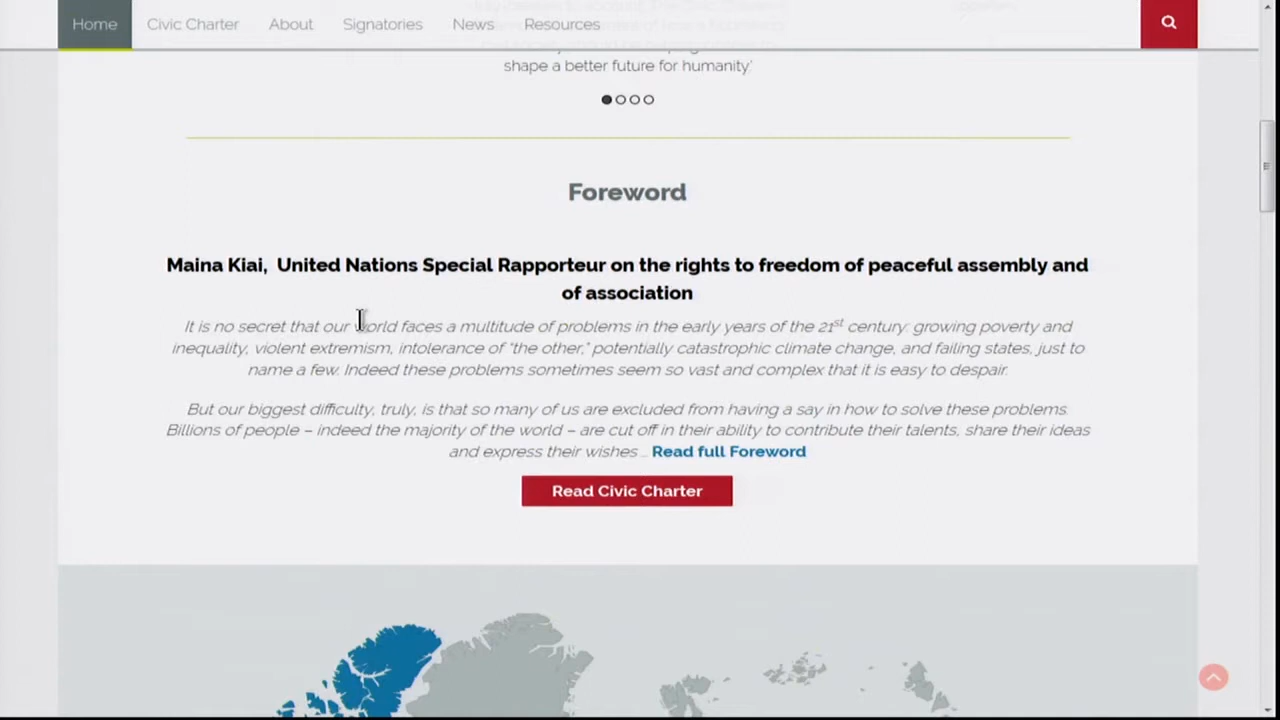 Home Civic Charter About Signatories News Resources
shape a better future for humanity'
Foreword
Maina Kiai, United Nations Special Rapporteur on the rights to freedom of peaceful assembly and
of association
It is no secret that our world faces a multitude of problems in the early years of the 21st century: growing poverty and
inequality, violent extremism, intolerance of "the other," potentially catastrophic climate change, and failing states, just to
name a few. Indeed these problems sometimes seem so vast and complex that it is easy to despair.
But our biggest difficulty, truly, is that so many of us are excluded from having a say in how to solve these problems.
Billions of people – indeed the majority of the world – are cut off in their ability to contribute their talents, share their ideas
and express their wishes ... Read full Foreword
Read Civic Charter